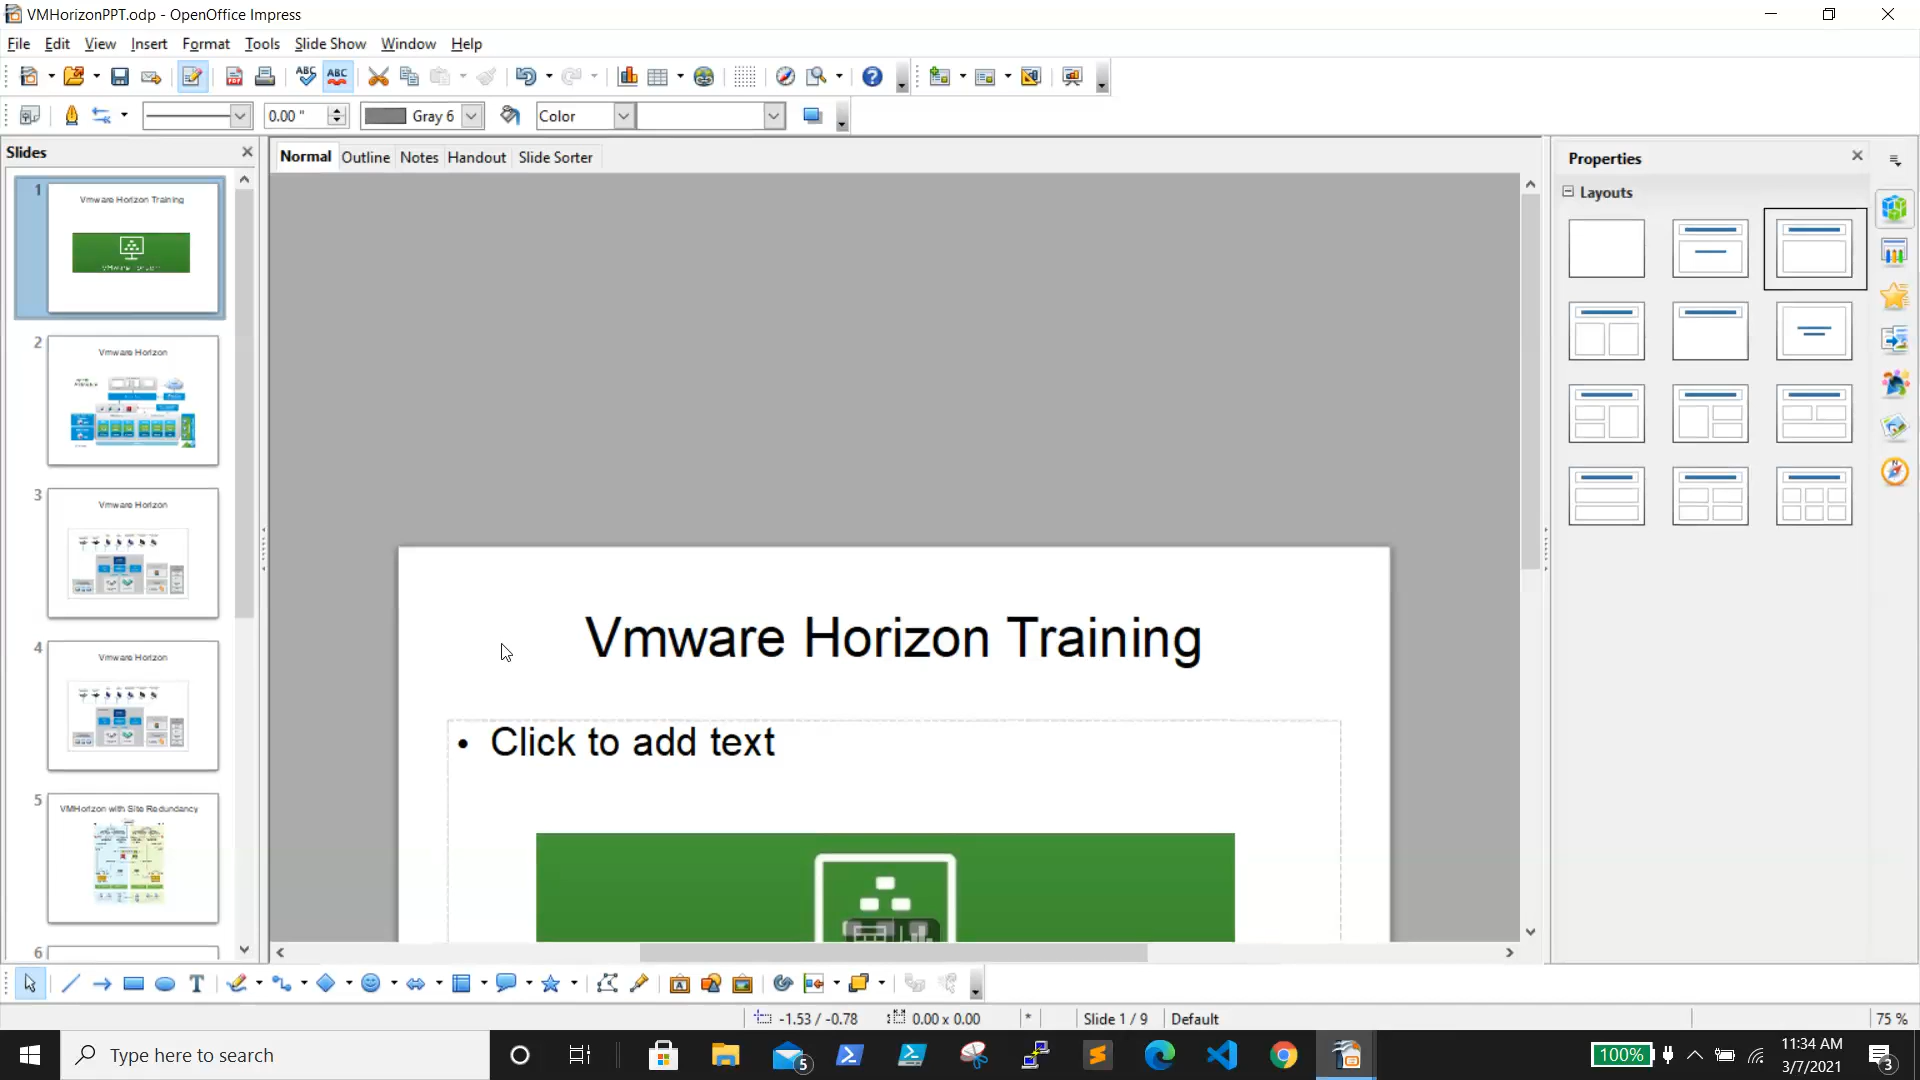 VMHorizonPPT.odp - OpenOffice Impress
File Edit View Insert Format Tools Slide Show Window Help
ABC ABC
0.00 " Gray 6 Color
Slides
Normal Outline Notes Handout Slide Sorter
Properties
Layouts
1
Vmware Horizon Training
2
Vmware Horizon
3
Vmware Horizon
4
Vmware Horizon
5
VMHorizon with Site Redundancy
6
Vmware Horizon Training
• Click to add text
-1.53 / -0.78 0.00 x 0.00 * Slide 1 / 9 Default 75 %
Type here to search
5
100%
11:34 AM
3/7/2021
3